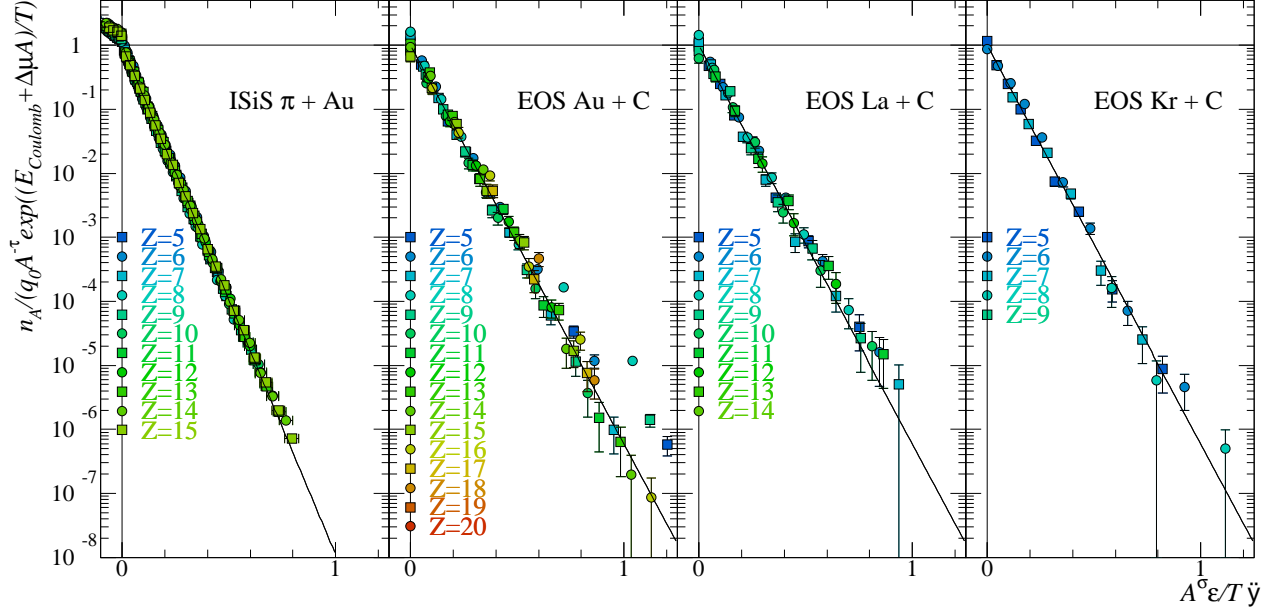 n_A/(q_0 A^-τ exp((E_Coulomb + ΔμA)/T)
1
10 -1
10 -2
10 -3
10 -4
10 -5
10 -6
10 -7
10 -8
ISiS π + Au
Z=5
Z=6
Z=7
Z=8
Z=9
Z=10
Z=11
Z=12
Z=13
Z=14
Z=15
0 1
EOS Au + C
Z=5
Z=6
Z=7
Z=8
Z=9
Z=10
Z=11
Z=12
Z=13
Z=14
Z=15
Z=16
Z=17
Z=18
Z=19
Z=20
0 1
EOS La + C
Z=5
Z=6
Z=7
Z=8
Z=9
Z=10
Z=11
Z=12
Z=13
Z=14
0 1
EOS Kr + C
Z=5
Z=6
Z=7
Z=8
Z=9
0 1
A^σ ε/T ÿ